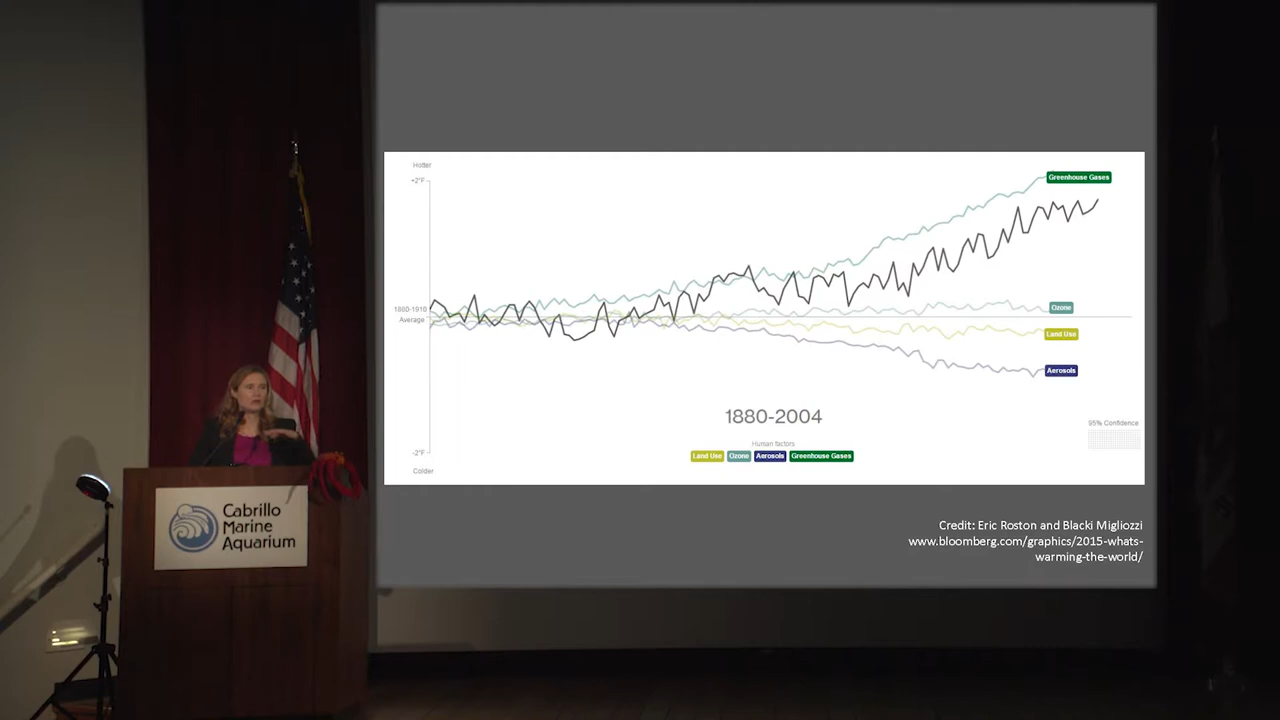 Hotter
+2°F
Greenhouse Gases
1880-1910
Average
Ozone
Land Use
Aerosols
1880-2004
95% Confidence
Human factors
Land Use Ozone Aerosols Greenhouse Gases
-2°F
Colder
Cabrillo
Marine
Aquarium
Credit: Eric Roston and Blacki Migliozzi
www.bloomberg.com/graphics/2015-whats-
warming-the-world/